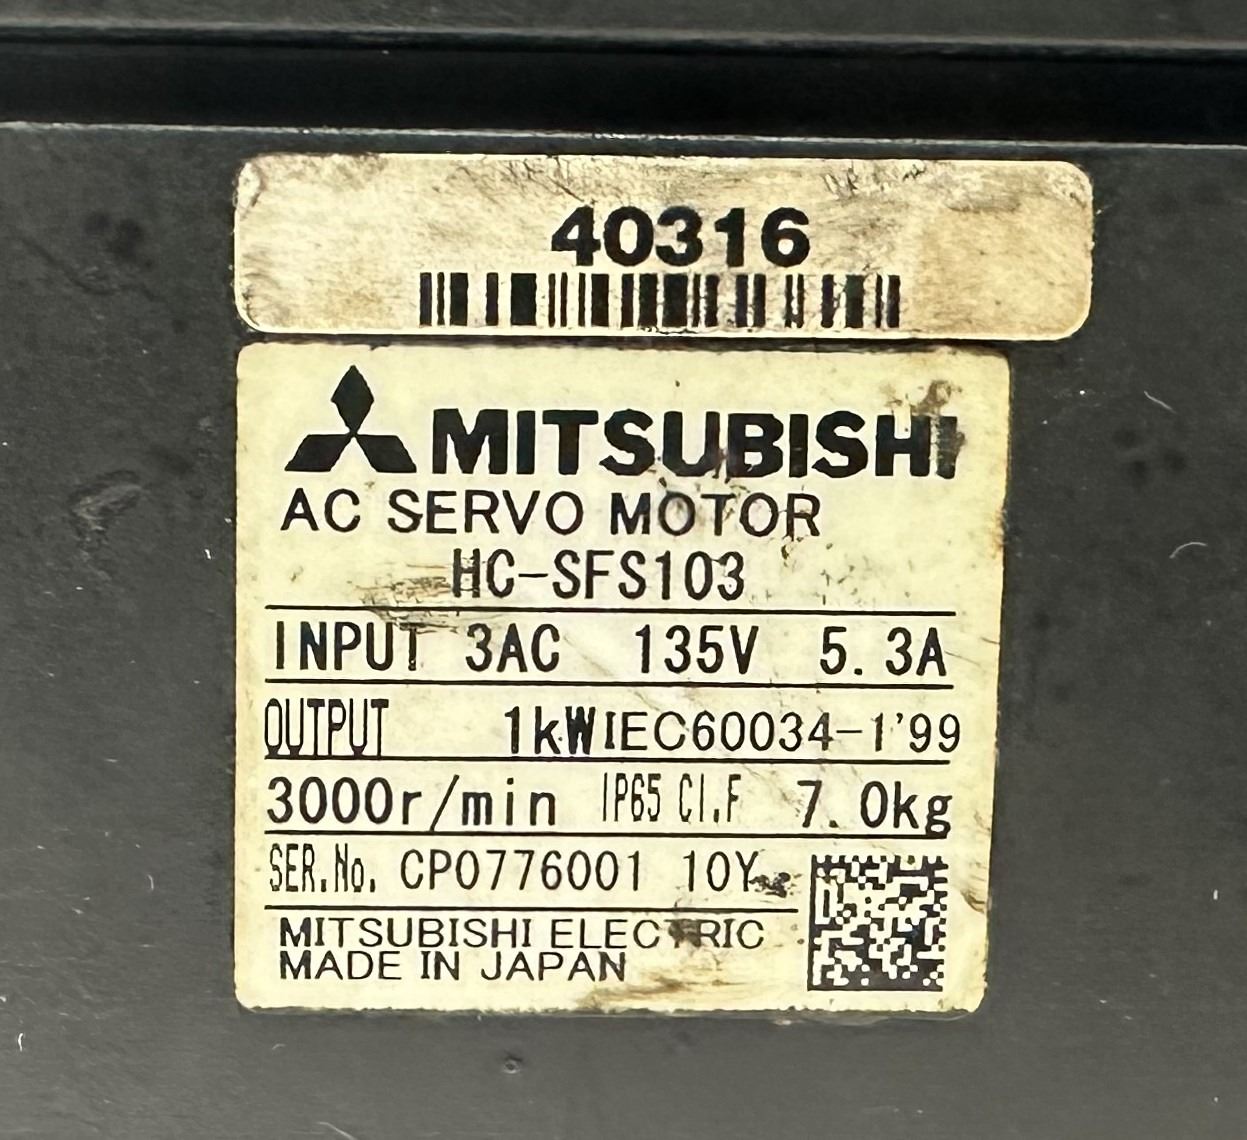 40316
MITSUBISHI
AC SERVO MOTOR
HC-SFS103
INPUT 3AC 135V 5.3A
OUTPUT 1kW IEC60034-1'99
3000r/min IP65 Cl.F 7.0kg
SER.No. CP0776001 10Y
MITSUBISHI ELECTRIC
MADE IN JAPAN